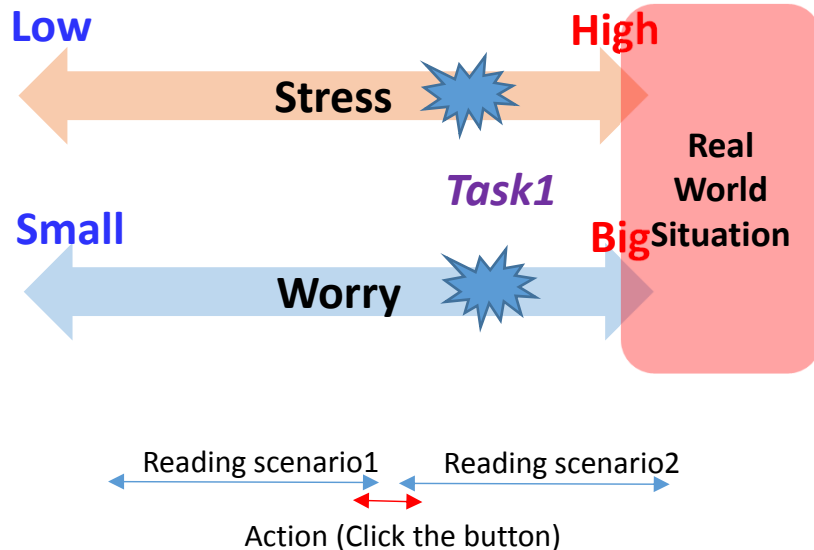 Low
High
Stress
Real
World
Situation
Task1
Small
Big
Worry
Reading scenario1
Reading scenario2
Action (Click the button)